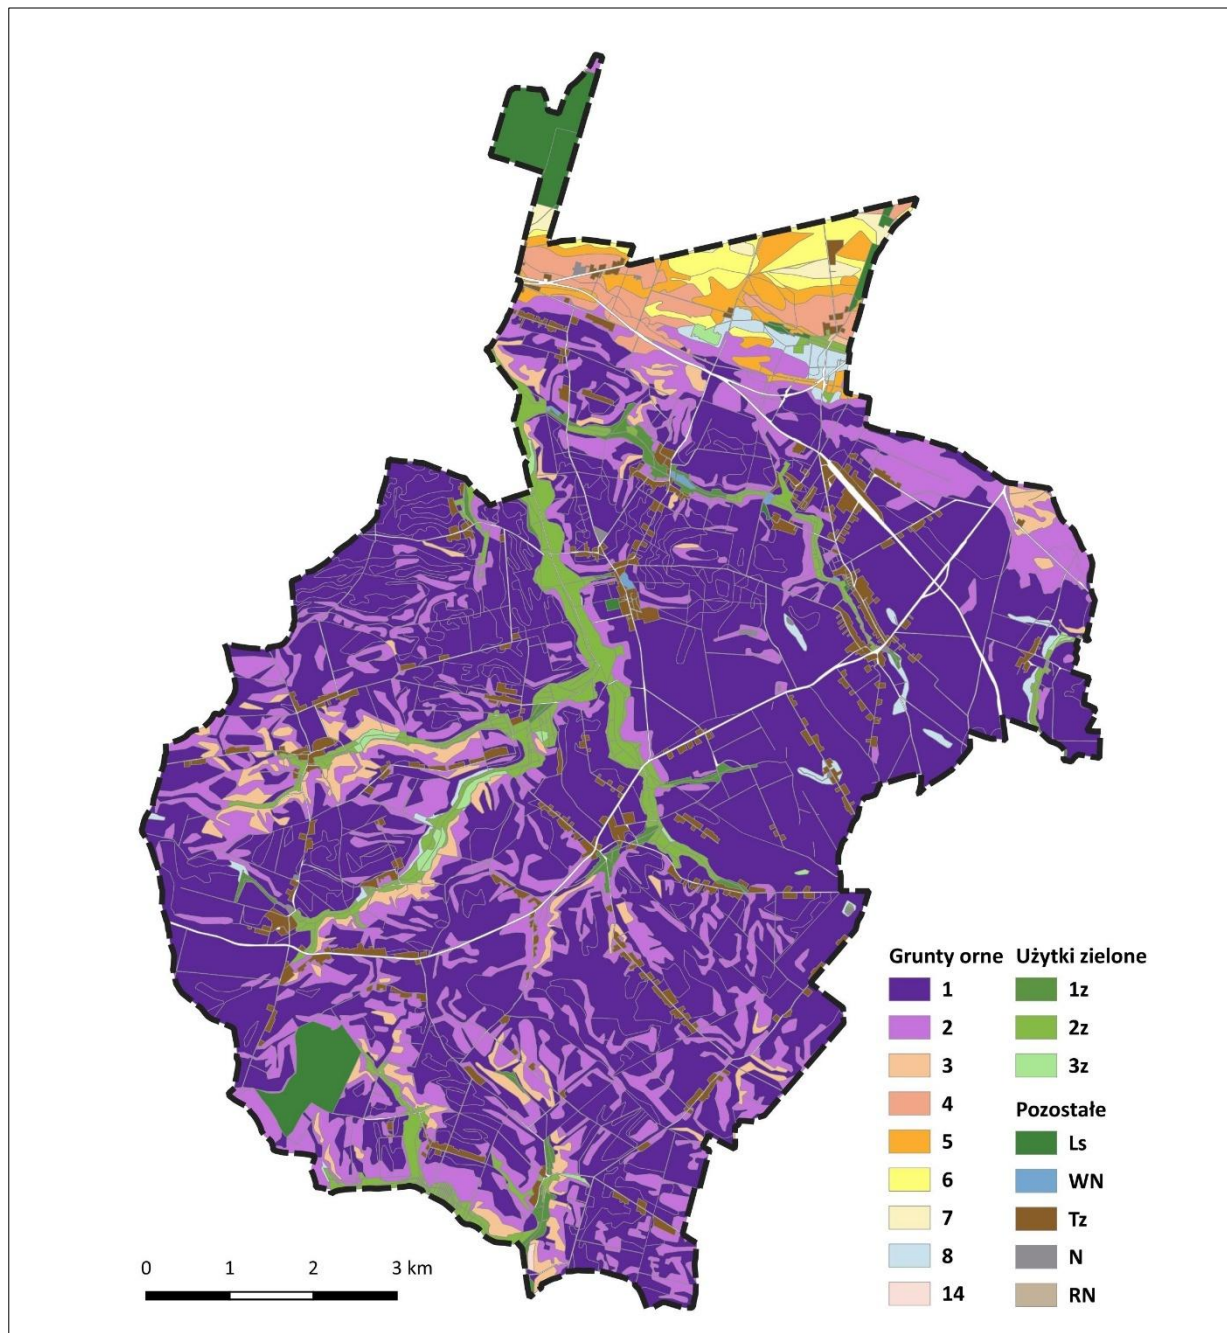 Grunty orne Użytki zielone
1 1z
2 2z
3 3z
4 Pozostałe
5 Ls
6 WN
7 Tz
8 N
14 RN
0 1 2 3 km